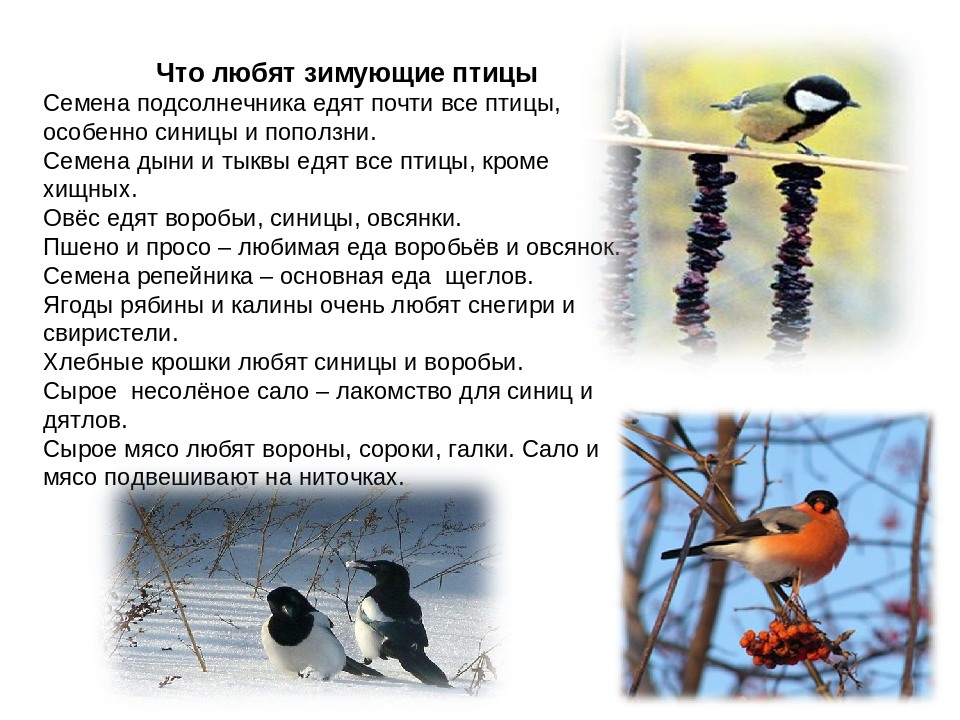 Что любят зимующие птицы
Семена подсолнечника едят почти все птицы,
особенно синицы и поползни.
Семена дыни и тыквы едят все птицы, кроме
хищных.
Овёс едят воробьи, синицы, овсянки.
Пшено и просо – любимая еда воробьёв и овсянок.
Семена репейника – основная еда  щеглов.
Ягоды рябины и калины очень любят снегири и
свиристели.
Хлебные крошки любят синицы и воробьи.
Сырое  несолёное сало – лакомство для синиц и
дятлов.
Сырое мясо любят вороны, сороки, галки. Сало и
мясо подвешивают на ниточках.